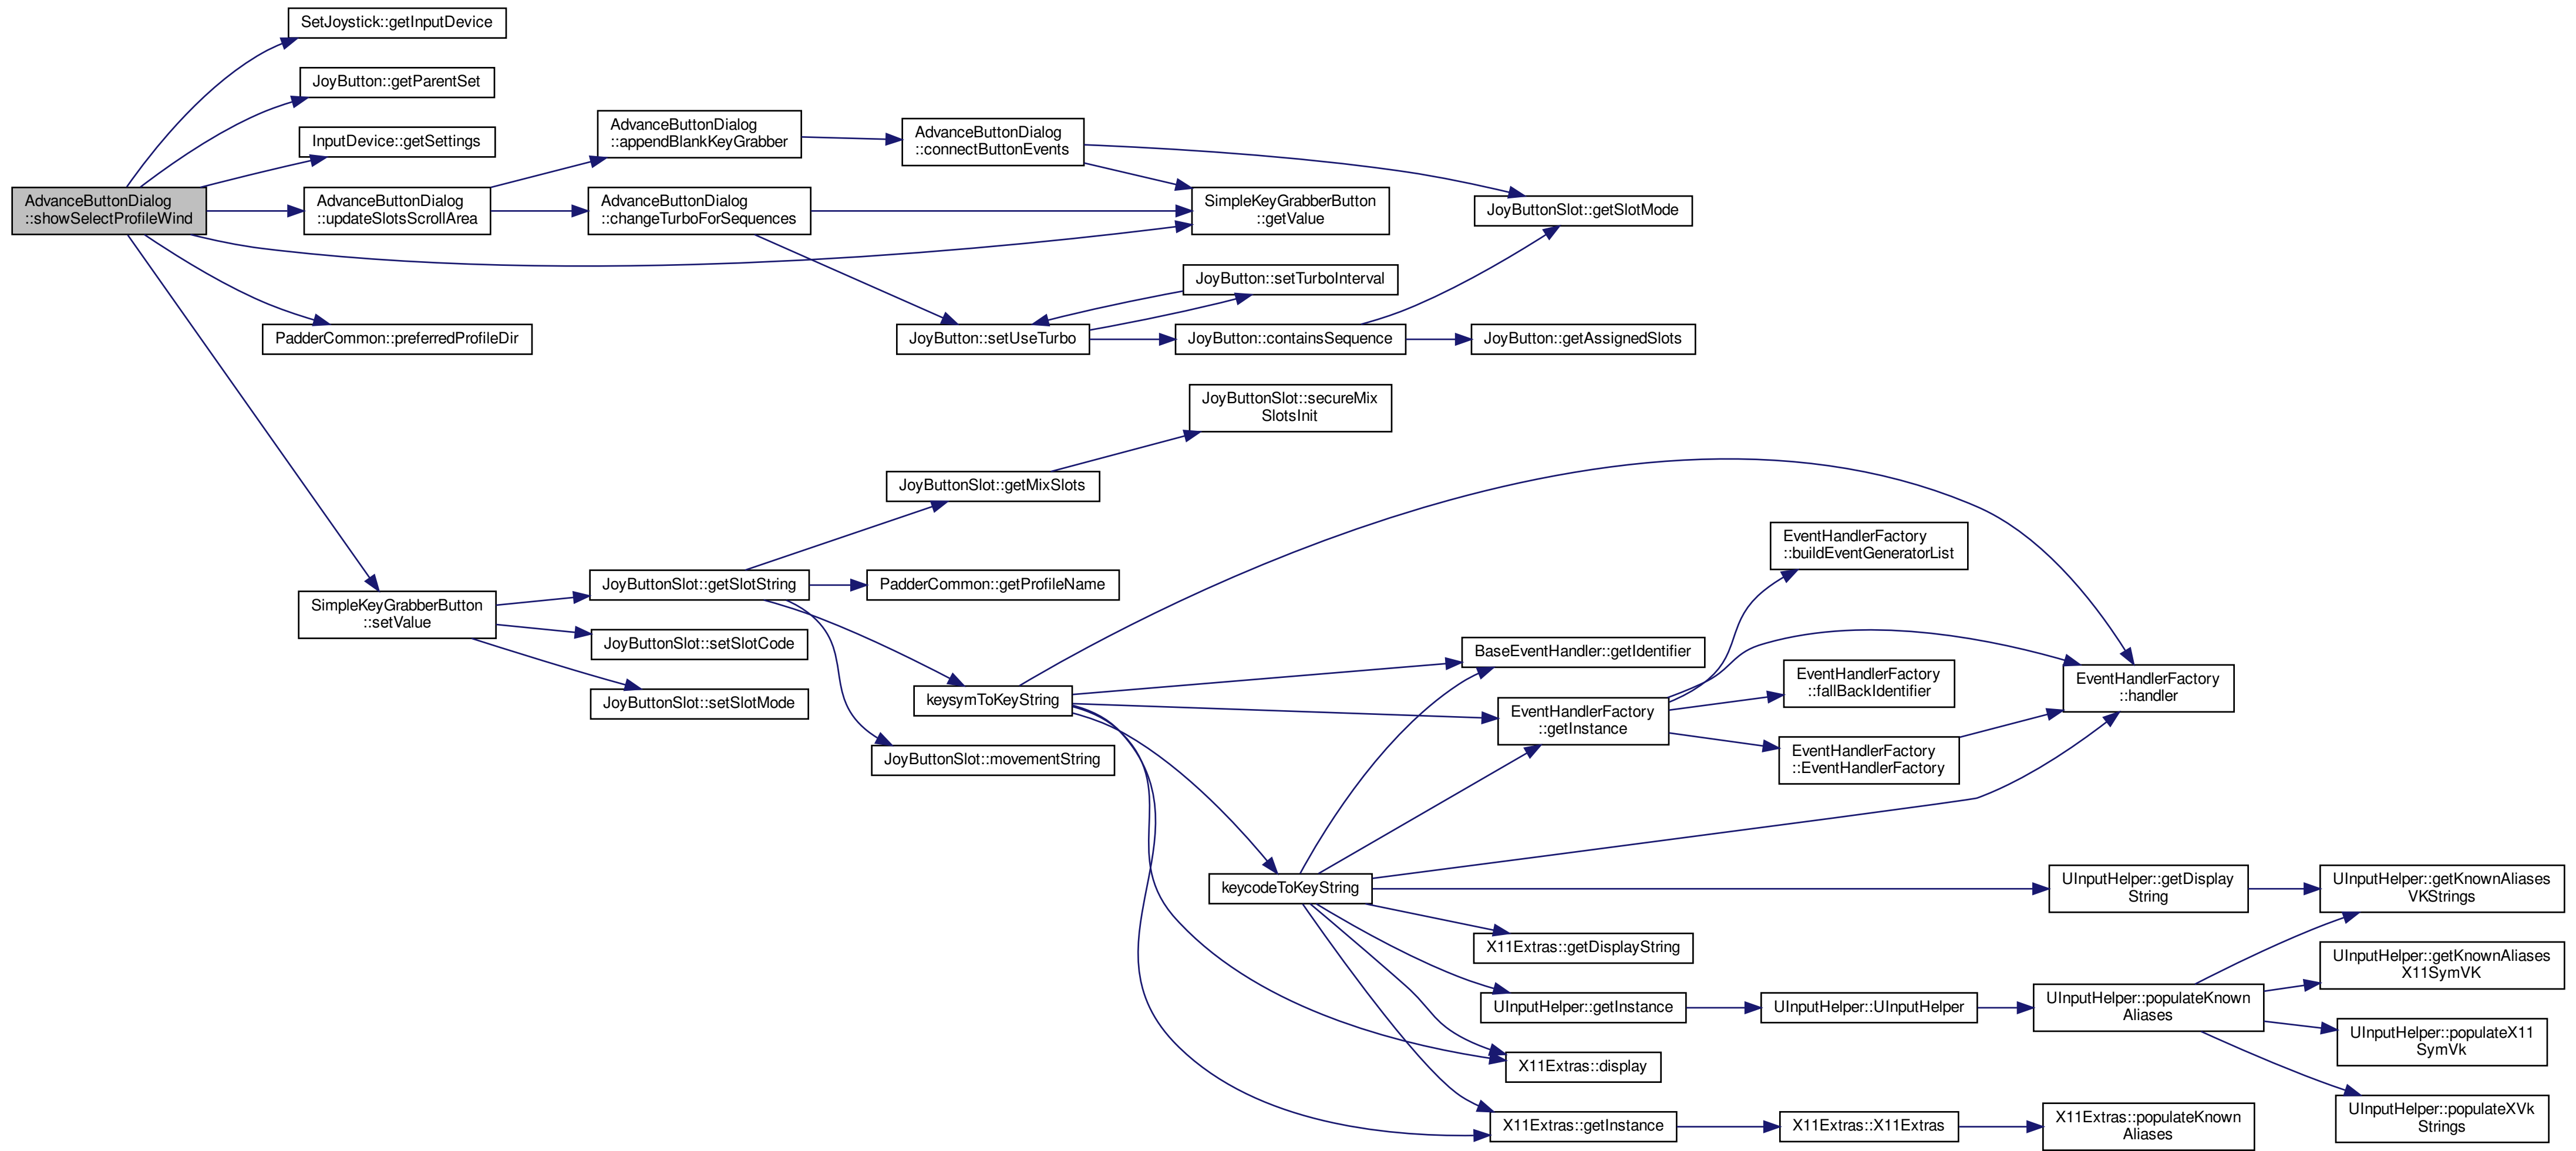 SetJoystick::getInputDevice
JoyButton::getParentSet
InputDevice::getSettings
AdvanceButtonDialog
::showSelectProfileWind
AdvanceButtonDialog
::updateSlotsScrollArea
AdvanceButtonDialog
::appendBlankKeyGrabber
AdvanceButtonDialog
::connectButtonEvents
AdvanceButtonDialog
::changeTurboForSequences
SimpleKeyGrabberButton
::getValue
JoyButtonSlot::getSlotMode
JoyButton::setTurboInterval
PadderCommon::preferredProfileDir
JoyButton::setUseTurbo
JoyButton::containsSequence
JoyButton::getAssignedSlots
JoyButtonSlot::secureMix
SlotsInit
JoyButtonSlot::getMixSlots
SimpleKeyGrabberButton
::setValue
JoyButtonSlot::getSlotString
PadderCommon::getProfileName
JoyButtonSlot::setSlotCode
JoyButtonSlot::setSlotMode
keysymToKeyString
JoyButtonSlot::movementString
EventHandlerFactory
::buildEventGeneratorList
BaseEventHandler::getIdentifier
EventHandlerFactory
::getInstance
EventHandlerFactory
::fallBackIdentifier
EventHandlerFactory
::EventHandlerFactory
EventHandlerFactory
::handler
keycodeToKeyString
UInputHelper::getDisplay
String
UInputHelper::getKnownAliases
VKStrings
X11Extras::getDisplayString
UInputHelper::getKnownAliases
X11SymVK
UInputHelper::getInstance
UInputHelper::UInputHelper
UInputHelper::populateKnown
Aliases
UInputHelper::populateX11
SymVk
X11Extras::display
UInputHelper::populateXVk
Strings
X11Extras::getInstance
X11Extras::X11Extras
X11Extras::populateKnown
Aliases